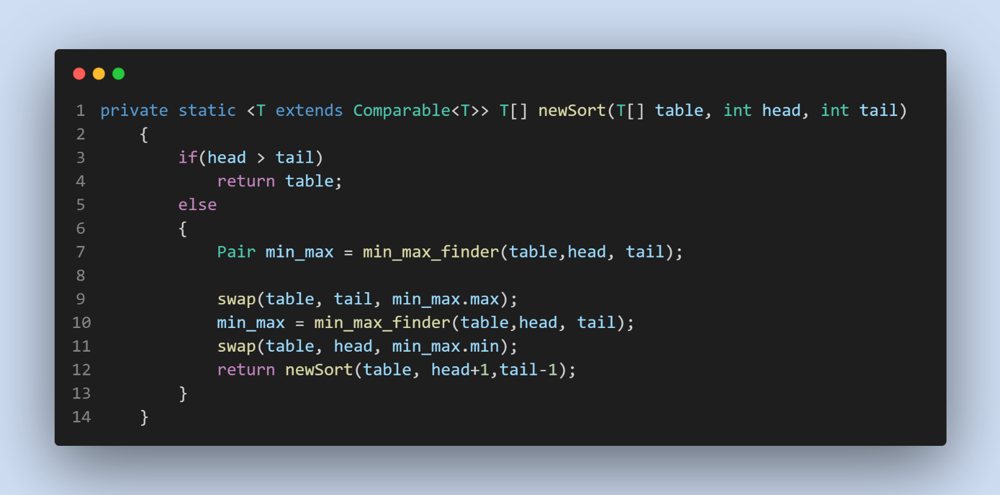 1 private static <T extends Comparable<T>> T[] newSort(T[] table, int head, int tail)
2     {
3         if(head > tail)
4             return table;
5         else
6         {
7             Pair min_max = min_max_finder(table,head, tail);
8
9             swap(table, tail, min_max.max);
10             min_max = min_max_finder(table,head, tail);
11             swap(table, head, min_max.min);
12             return newSort(table, head+1,tail-1);
13         }
14     }